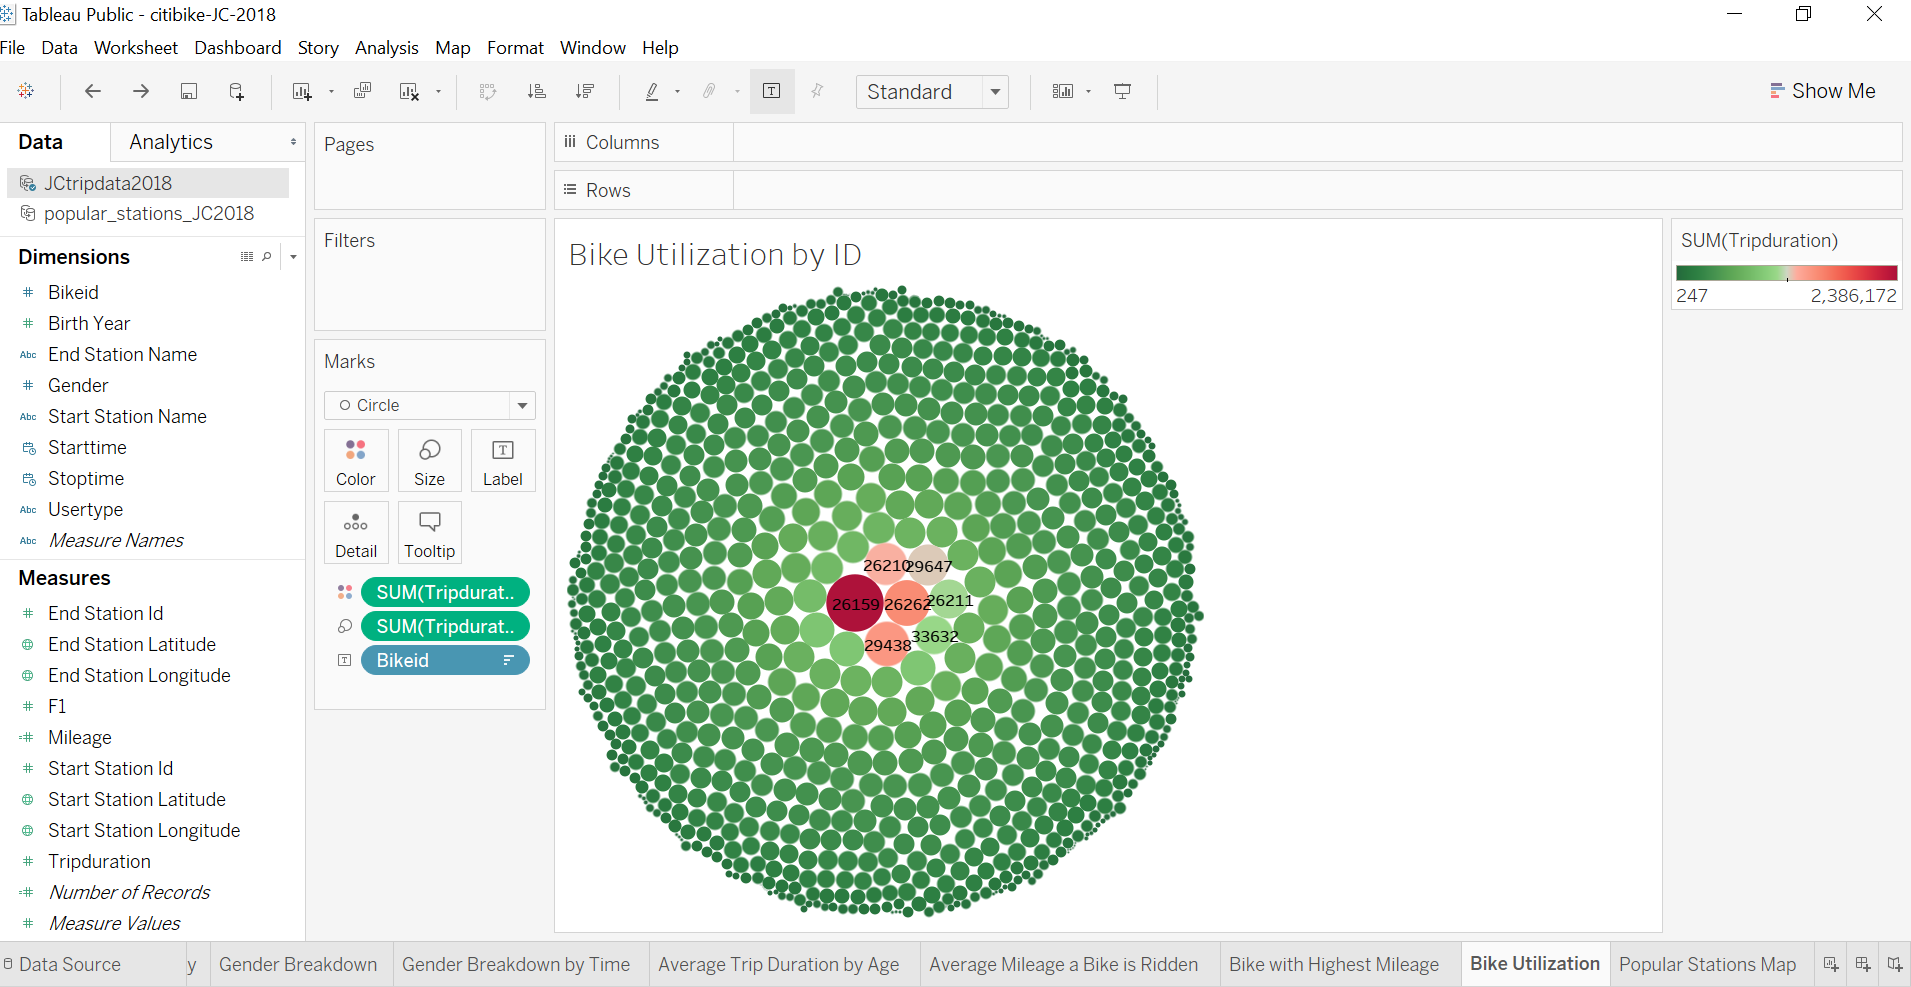 Tableau Public - citibike-JC-2018
File Data Worksheet Dashboard Story Analysis Map Format Window Help
Standard
Show Me
Data Analytics
JCtripdata2018
popular_stations_JC2018
Dimensions
Bikeid
Birth Year
Abc End Station Name
Gender
Abc Start Station Name
Starttime
Stoptime
Abc Usertype
Abc Measure Names
Measures
End Station Id
End Station Latitude
End Station Longitude
F1
Mileage
Start Station Id
Start Station Latitude
Start Station Longitude
Tripduration
Number of Records
Measure Values
Pages
Filters
Marks
Circle
Color Size Label
Detail Tooltip
SUM(Tripdurat..
SUM(Tripdurat..
Bikeid
Columns
Rows
Bike Utilization by ID
26210 29647
26159 26262 26211
29438 33632
SUM(Tripduration)
247 2,386,172
Data Source y Gender Breakdown Gender Breakdown by Time Average Trip Duration by Age Average Mileage a Bike is Ridden Bike with Highest Mileage Bike Utilization Popular Stations Map